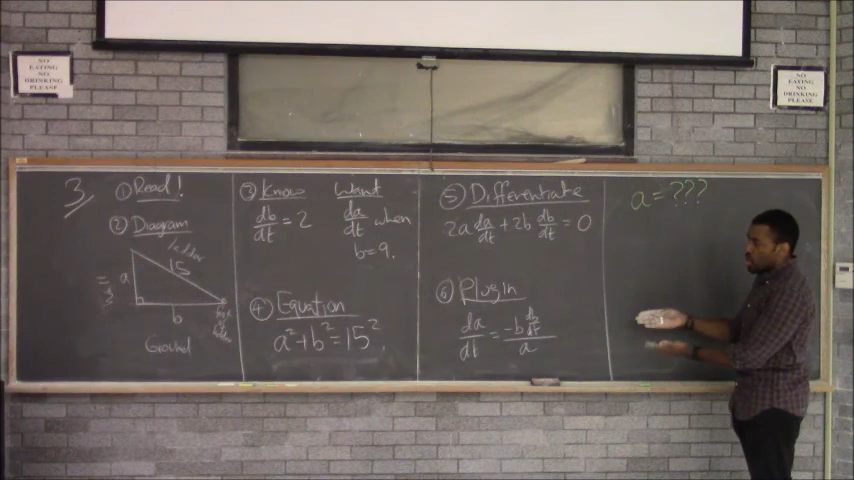 NO
EATING
NO
DRINKING
PLEASE
NO
EATING
NO
DRINKING
PLEASE
3
① Read!
② Diagram
ladder
15
a
b
Ground
③ Know
db/dt = 2
Want
da/dt when
b=9.
④ Equation
a²+b²=15².
⑤ Differentiate
2a da/dt + 2b db/dt = 0
⑥ Plug in
da/dt = -b db/dt / a
a = ???